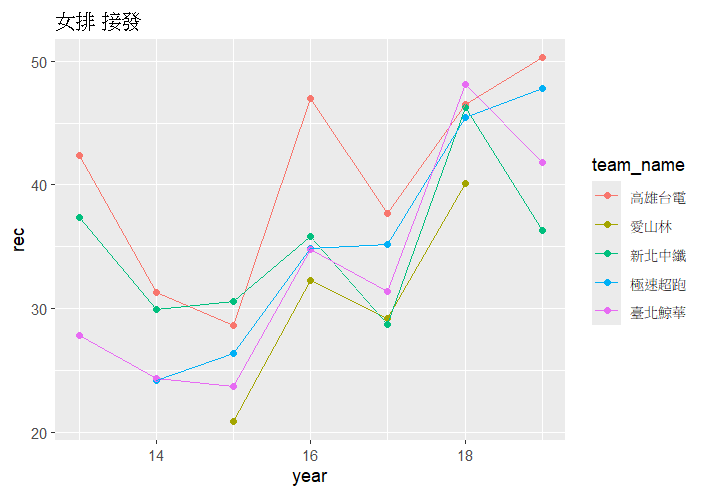 女排 接發
50
40
30
20
rec
14
16
18
year
team_name
高雄台電
愛山林
新北中纖
極速超跑
臺北鯨華